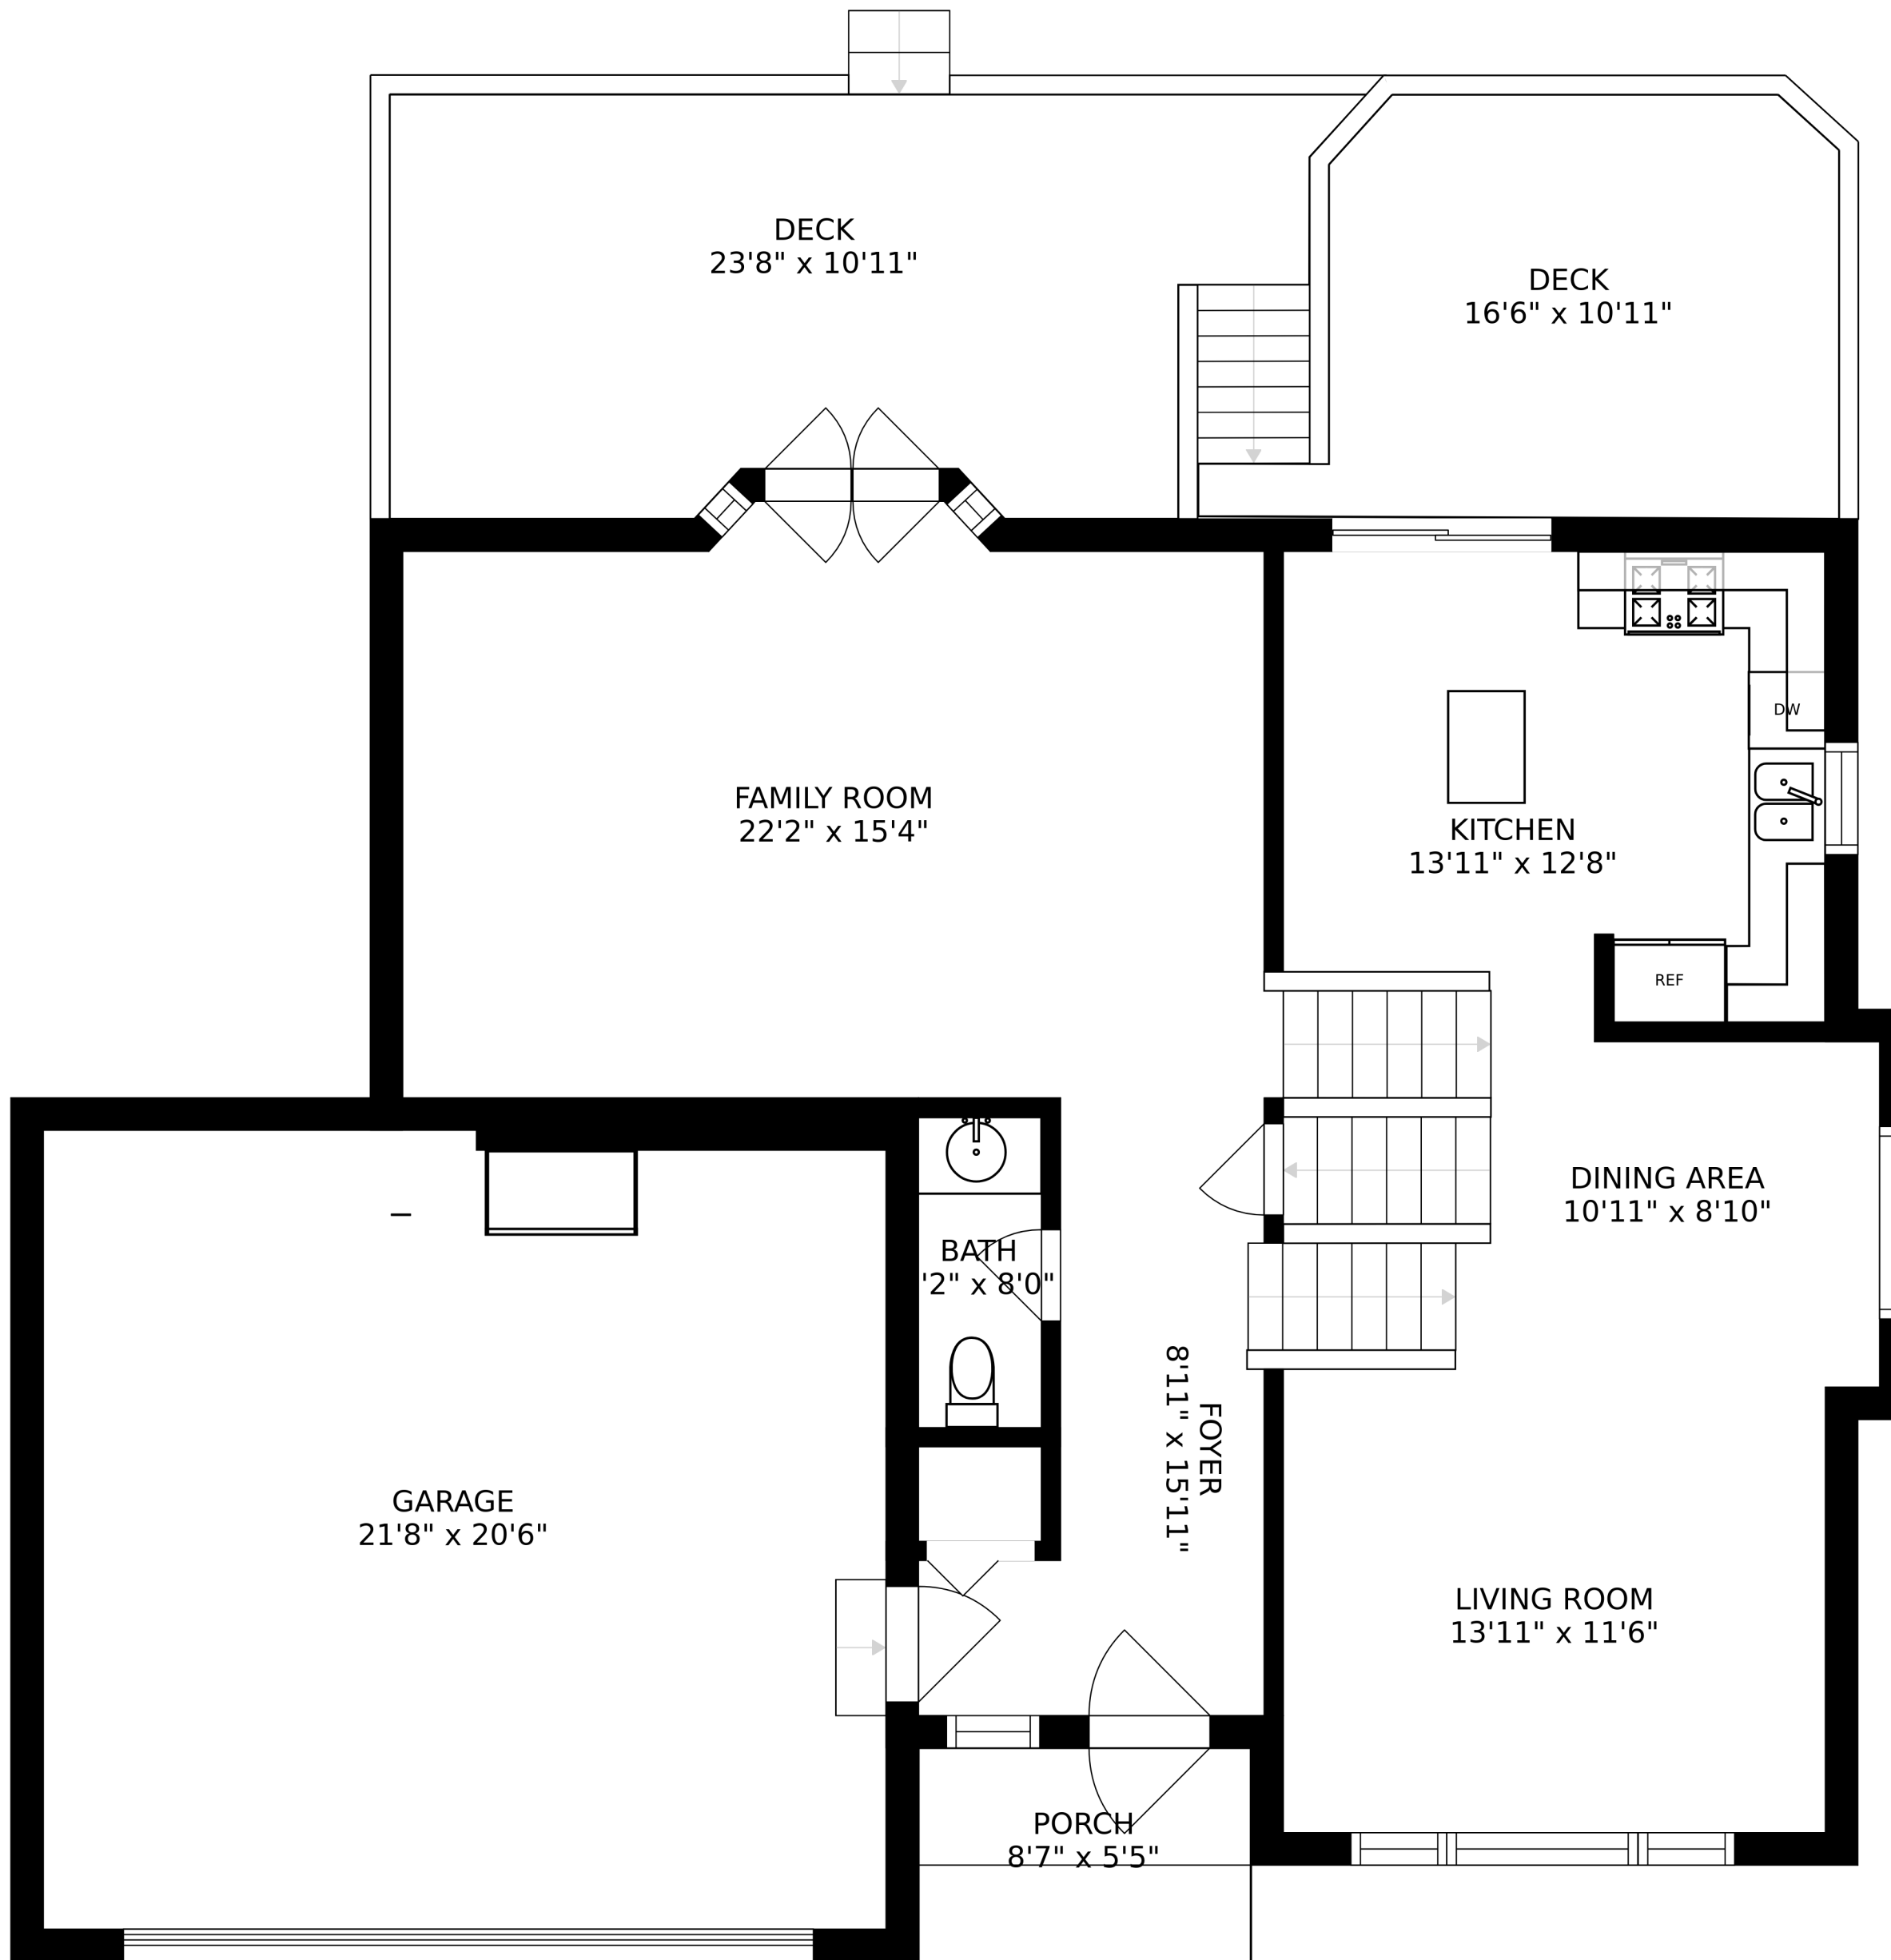 DECK
23'8" x 10'11"
DECK
16'6" x 10'11"
DW
FAMILY ROOM
22'2" x 15'4"
KITCHEN
13'11" x 12'8"
REF
DINING AREA
10'11" x 8'10"
BATH
'2" x 8'0"
FOYER
8'11" x 15'11"
GARAGE
21'8" x 20'6"
LIVING ROOM
13'11" x 11'6"
PORCH
8'7" x 5'5"